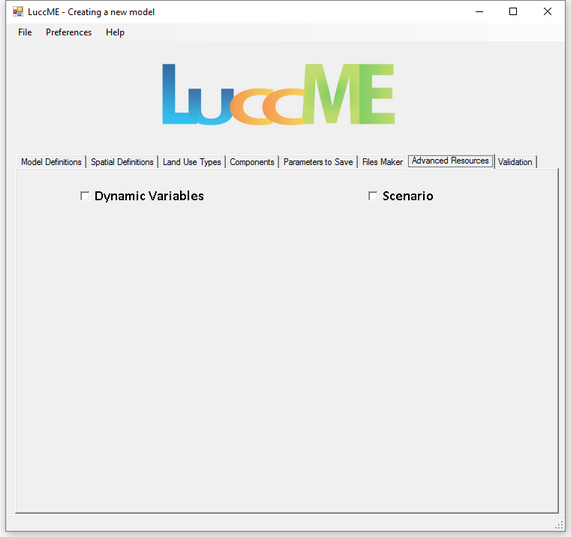 LuccME - Creating a new model
File Preferences Help
LuccME
Model Definitions Spatial Definitions Land Use Types Components Parameters to Save Files Maker Advanced Resources Validation
Dynamic Variables Scenario